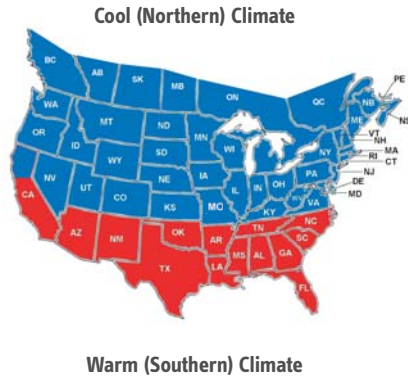 Cool (Northern) Climate
BC
AB
SK
MB
ON
QC
PE
NB
NS
WA
MT
ND
MN
ME
VT
NH
MA
OR
ID
SD
WI
NY
RI
CT
WY
NJ
NE
IA
PA
DE
NV
UT
CO
IL
IN
OH
MD
KS
MO
VA
KY
CA
AZ
NM
OK
AR
TN
NC
SC
TX
LA
MS
AL
GA
FL
Warm (Southern) Climate